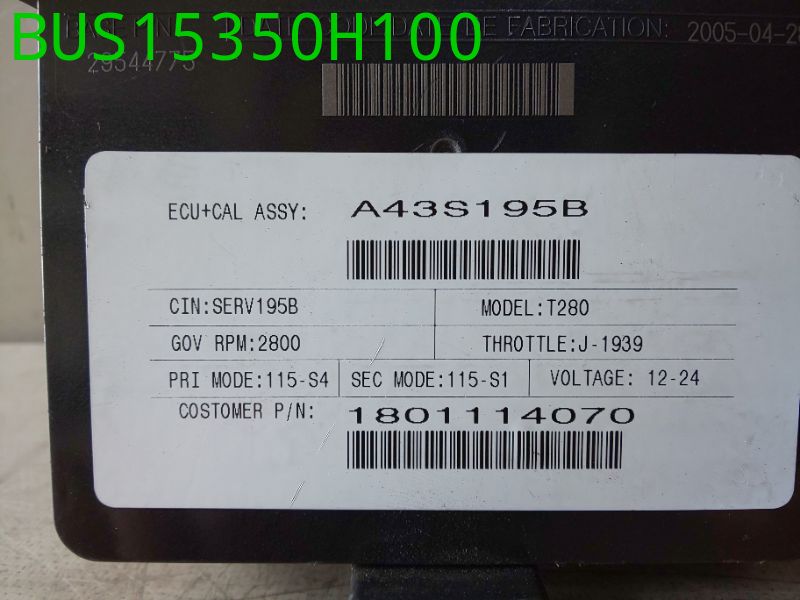 BUS15350H100
FABRICATION: 2005-04-28
29544775
ECU+CAL ASSY: A43S195B
CIN:SERV195B MODEL:T280
GOV RPM:2800 THROTTLE:J-1939
PRI MODE:115-S4 SEC MODE:115-S1 VOLTAGE: 12-24
COSTOMER P/N: 1801114070